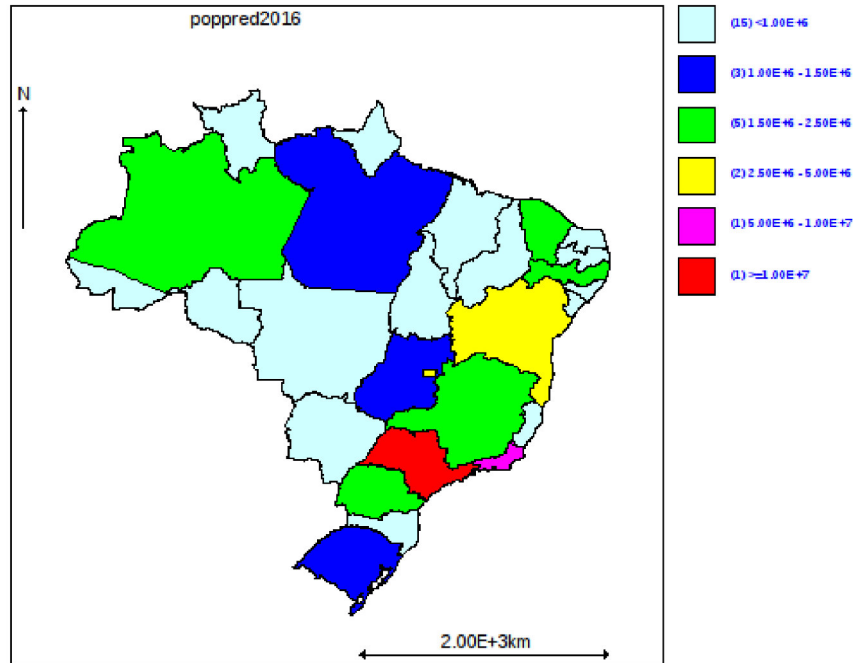 poppred2016
N
(15) <1.00E+6
(3) 1.00E+6 - 1.50E+6
(5) 1.50E+6 - 2.50E+6
(2) 2.50E+6 - 5.00E+6
(1) 5.00E+6 - 1.00E+7
(1) >=1.00E+7
2.00E+3km